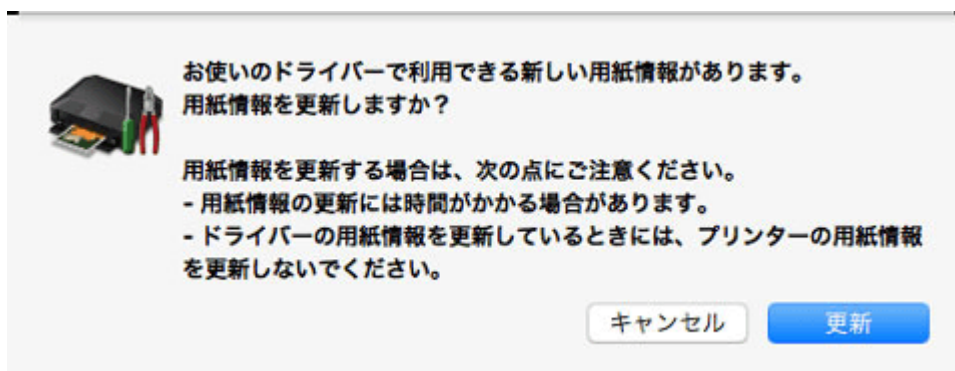 お使いのドライバーで利用できる新しい用紙情報があります。
用紙情報を更新しますか？
用紙情報を更新する場合は、次の点にご注意ください。
- 用紙情報の更新には時間がかかる場合があります。
- ドライバーの用紙情報を更新しているときには、プリンターの用紙情報
を更新しないでください。
キャンセル
更新